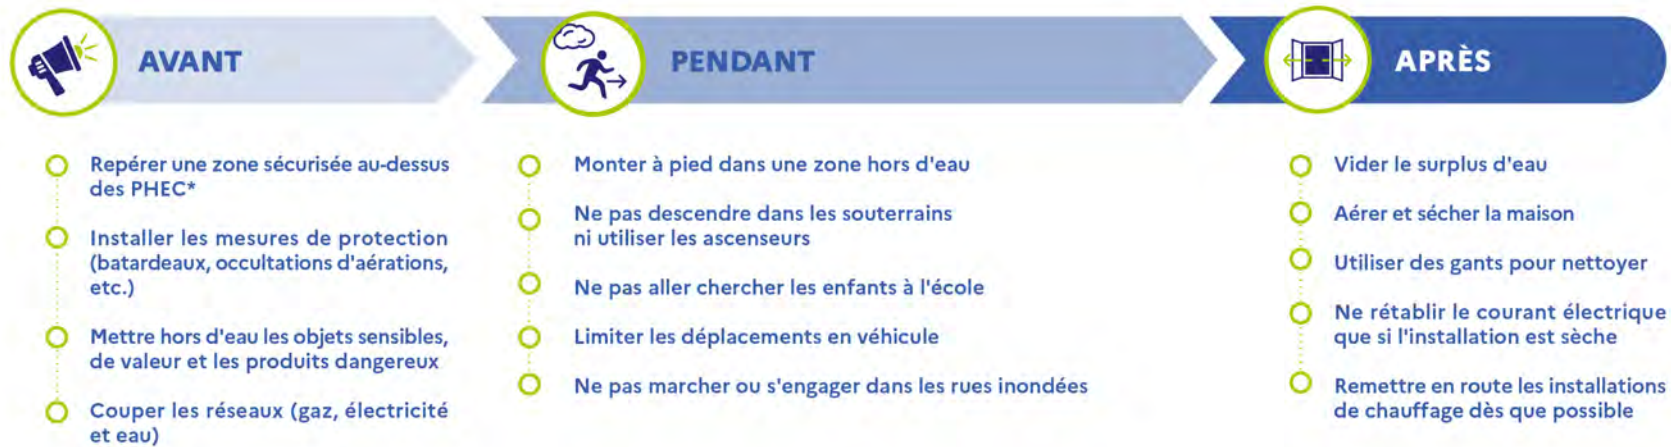 AVANT
Repérer une zone sécurisée au-dessus
des PHEC*
Installer les mesures de protection
(batardeaux, occultations d'aérations,
etc.)
Mettre hors d'eau les objets sensibles,
de valeur et les produits dangereux
Couper les réseaux (gaz, électricité
et eau)
PENDANT
Monter à pied dans une zone hors d'eau
Ne pas descendre dans les souterrains
ni utiliser les ascenseurs
Ne pas aller chercher les enfants à l'école
Limiter les déplacements en véhicule
Ne pas marcher ou s'engager dans les rues inondées
APRÈS
Vider le surplus d'eau
Aérer et sécher la maison
Utiliser des gants pour nettoyer
Ne rétablir le courant électrique
que si l'installation est sèche
Remettre en route les installations
de chauffage dès que possible